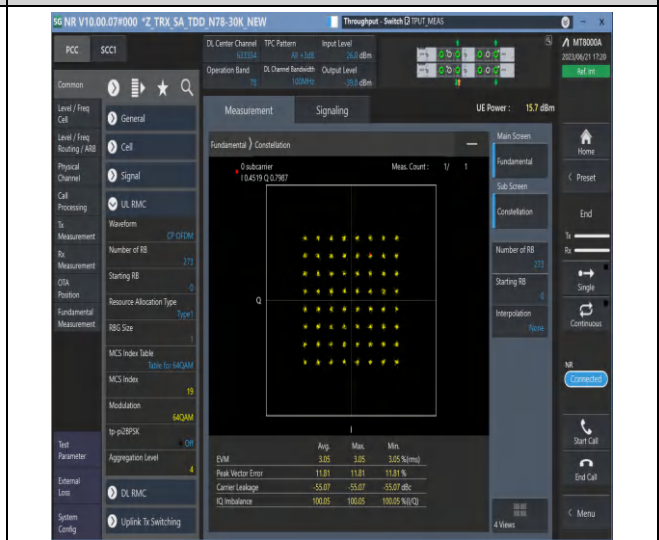 5G NR V10.00.07#000 *Z_TRX_SA_TDD_N78-30K_NEW
Throughput - Switch TPUT_MEAS
PCC
SCC1
DL Center Channel
TPC Pattern
Input Level
633334
All +3dB
26.0 dBm
Operation Band
DL Channel Bandwidth
Output Level
78
100MHz
-39.0 dBm
MT8000A
2023/06/21 17:20
Ref. Int
Common
Level / Freq
Cell
Level / Freq
Routing / ARB
Physical
Channel
Call
Processing
Tx
Measurement
Rx
Measurement
OTA
Position
Fundamental
Measurement
Test
Parameter
External
Loss
System
Config
General
Cell
Signal
UL RMC
Waveform
CP OFDM
Number of RB
273
Starting RB
0
Resource Allocation Type
Type1
RBG Size
1
MCS Index Table
Table for 64QAM
MCS Index
19
Modulation
64QAM
tp-pi2BPSK
Off
Aggregation Level
4
DL RMC
Uplink Tx Switching
Measurement
Signaling
UE Power : 15.7 dBm
Fundamental ⟩ Constellation
0 subcarrier
I 0.4519 Q 0.7987
Meas. Count : 1/ 1
Q
I
Avg. Max. Min.
EVM 3.05 3.05 3.05 %(rms)
Peak Vector Error 11.81 11.81 11.81 %
Carrier Leakage -55.07 -55.07 -55.07 dBc
IQ Imbalance 100.05 100.05 100.05 %(I/Q)
Main Screen
Fundamental
Sub Screen
Constellation
Number of RB
273
Starting RB
0
Interpolation
None
4 Views
Home
Preset
End
Tx
Rx
Single
Continuous
NR
Connected
Start Call
End Call
Menu